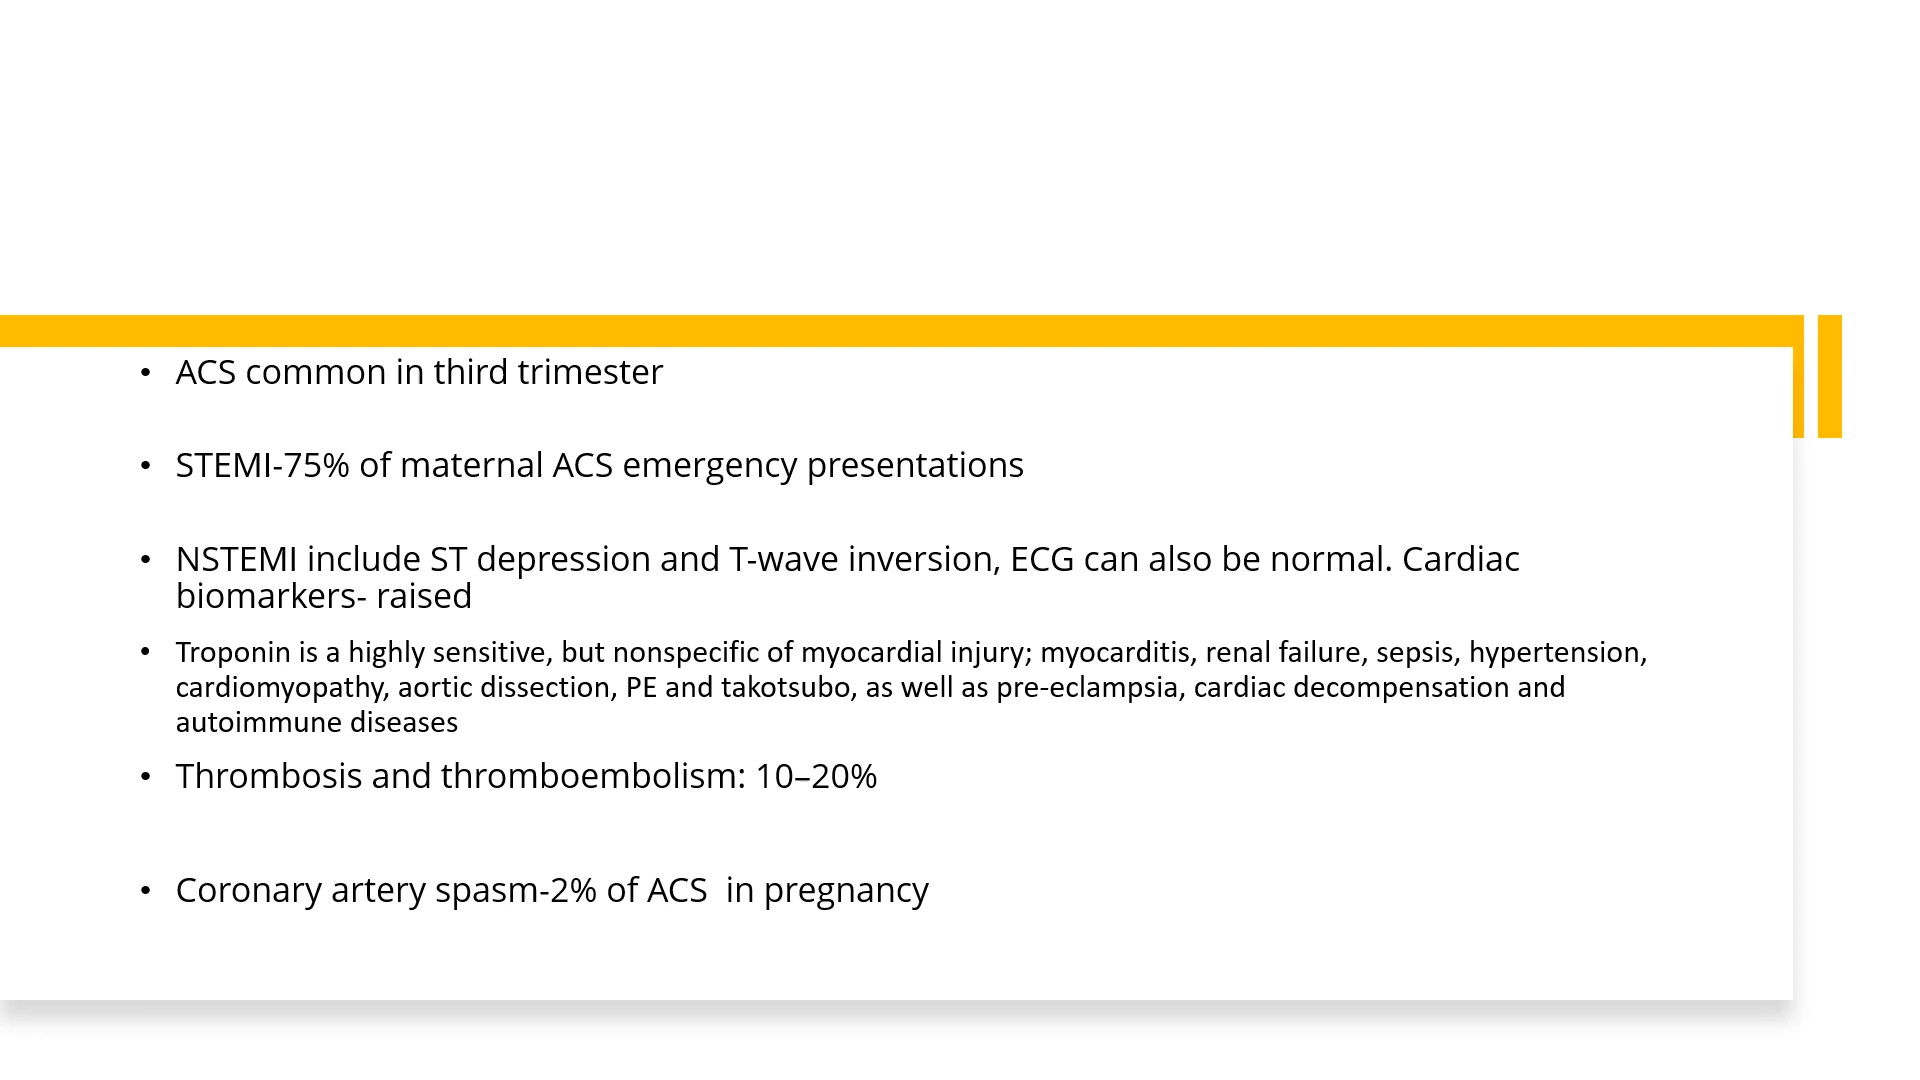 • ACS common in third trimester
• STEMI-75% of maternal ACS emergency presentations
• NSTEMI include ST depression and T-wave inversion, ECG can also be normal. Cardiac
biomarkers- raised
• Troponin is a highly sensitive, but nonspecific of myocardial injury; myocarditis, renal failure, sepsis, hypertension,
cardiomyopathy, aortic dissection, PE and takotsubo, as well as pre-eclampsia, cardiac decompensation and
autoimmune diseases
• Thrombosis and thromboembolism: 10–20%
• Coronary artery spasm-2% of ACS  in pregnancy